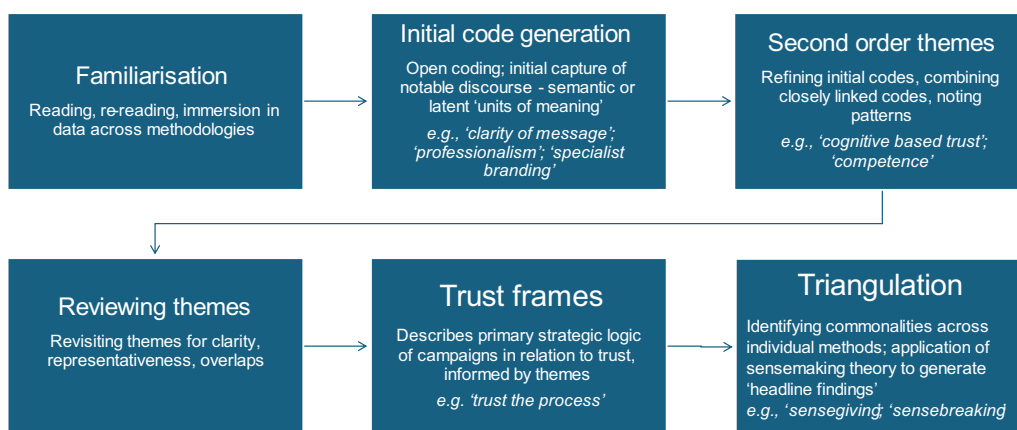 Familiarisation
Reading, re-reading, immersion in
data across methodologies
Initial code generation
Open coding; initial capture of
notable discourse - semantic or
latent ‘units of meaning’
e.g., ‘clarity of message’;
‘professionalism’; ‘specialist
branding’
Second order themes
Refining initial codes, combining
closely linked codes, noting
patterns
e.g., ‘cognitive based trust’;
‘competence’
Reviewing themes
Revisiting themes for clarity,
representativeness, overlaps
Trust frames
Describes primary strategic logic
of campaigns in relation to trust,
informed by themes
e.g. ‘trust the process’
Triangulation
Identifying commonalities across
individual methods; application of
sensemaking theory to generate
‘headline findings’
e.g., ‘sensegiving’; ‘sensebreaking’